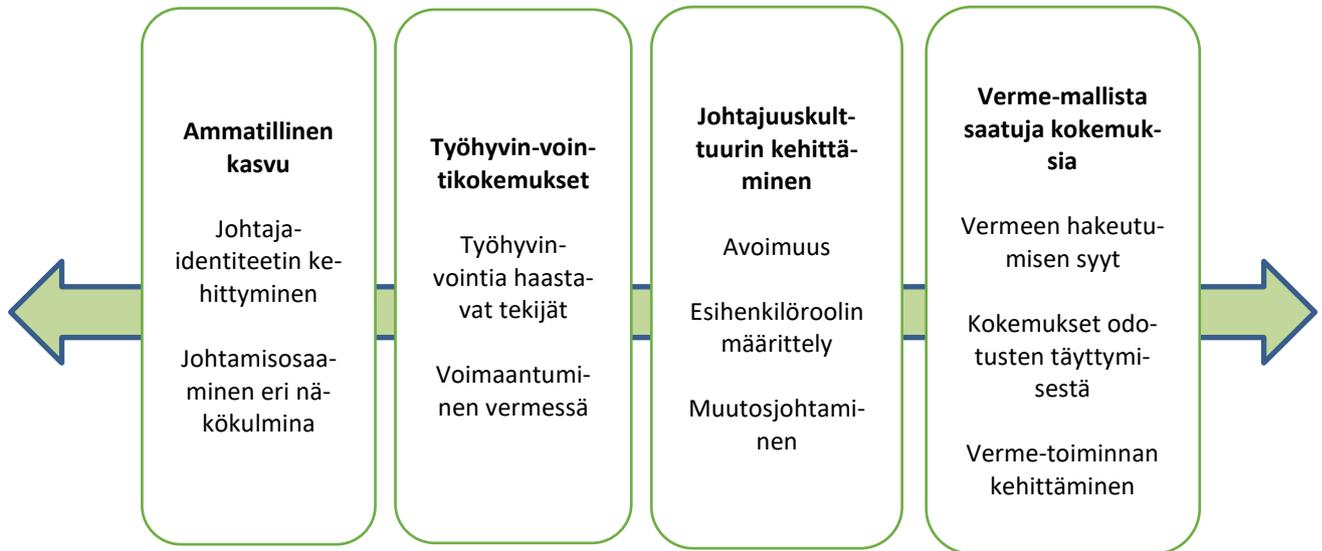 Ammatillinen
kasvu
Johtaja-
identiteetin ke-
hittyminen
Johtamisosaa-
minen eri nä-
kökulmina
Työhyvin-voin-
tikokemukset
Työhyvin-
vointia haasta-
vat tekijät
Voimaantumi-
nen vermessä
Johtajuuskult-
tuurin kehittä-
minen
Avoimuus
Esihenkilöroolin
määrittely
Muutosjohtami-
nen
Verme-mallista
saatuja kokemuk-
sia
Vermeen hakeutu-
misen syyt
Kokemukset odo-
tusten täyttymi-
sestä
Verme-toiminnan
kehittäminen